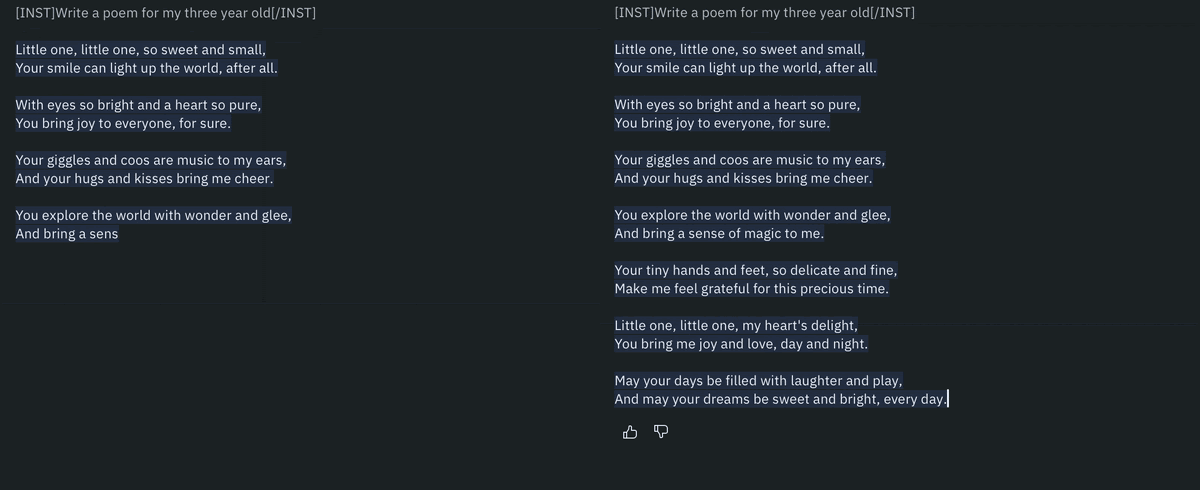 [INST]Write a poem for my three year old[/INST]
Little one, little one, so sweet and small,
Your smile can light up the world, after all.
With eyes so bright and a heart so pure,
You bring joy to everyone, for sure.
Your giggles and coos are music to my ears,
And your hugs and kisses bring me cheer.
You explore the world with wonder and glee,
And bring a sens
[INST]Write a poem for my three year old[/INST]
Little one, little one, so sweet and small,
Your smile can light up the world, after all.
With eyes so bright and a heart so pure,
You bring joy to everyone, for sure.
Your giggles and coos are music to my ears,
And your hugs and kisses bring me cheer.
You explore the world with wonder and glee,
And bring a sense of magic to me.
Your tiny hands and feet, so delicate and fine,
Make me feel grateful for this precious time.
Little one, little one, my heart's delight,
You bring me joy and love, day and night.
May your days be filled with laughter and play,
And may your dreams be sweet and bright, every day.